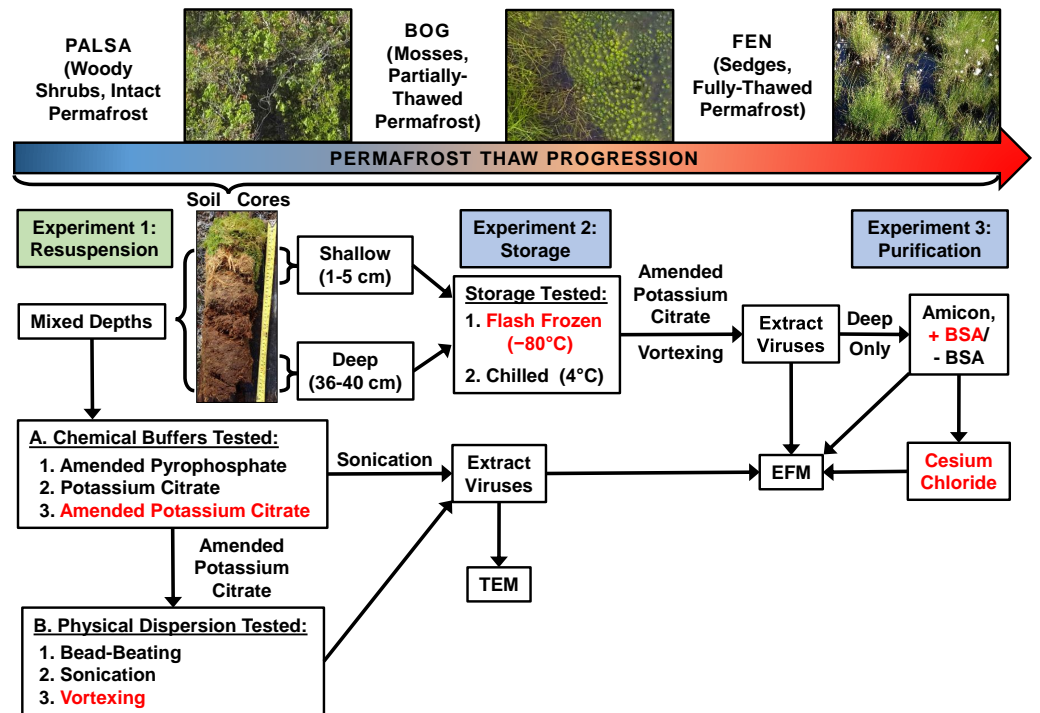 PALSA
(Woody
Shrubs, Intact
Permafrost
BOG
(Mosses,
Partially-
Thawed
Permafrost)
FEN
(Sedges,
Fully-Thawed
Permafrost)
PERMAFROST THAW PROGRESSION
Soil Cores
Experiment 1:
Resuspension
Experiment 2:
Storage
Experiment 3:
Purification
Mixed Depths
Shallow
(1-5 cm)
Deep
(36-40 cm)
Storage Tested:
1. Flash Frozen
(−80°C)
2. Chilled (4°C)
Amended
Potassium
Citrate
Vortexing
Extract
Viruses
Deep
Only
Amicon,
+ BSA/
- BSA
A. Chemical Buffers Tested:
1. Amended Pyrophosphate
2. Potassium Citrate
3. Amended Potassium Citrate
Sonication
Extract
Viruses
EFM
Cesium
Chloride
Amended
Potassium
Citrate
TEM
B. Physical Dispersion Tested:
1. Bead-Beating
2. Sonication
3. Vortexing